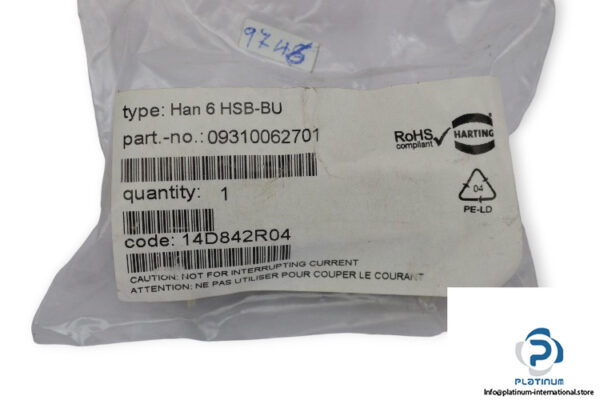 type: Han 6 HSB-BU
part.-no.: 09310062701
RoHS
compliant
HARTING
quantity: 1
04
PE-LD
code: 14D842R04
CAUTION: NOT FOR INTERRUPTING CURRENT
ATTENTION: NE PAS UTILISER POUR COUPER LE COURANT
PLATINUM
Info@platinum-international.store